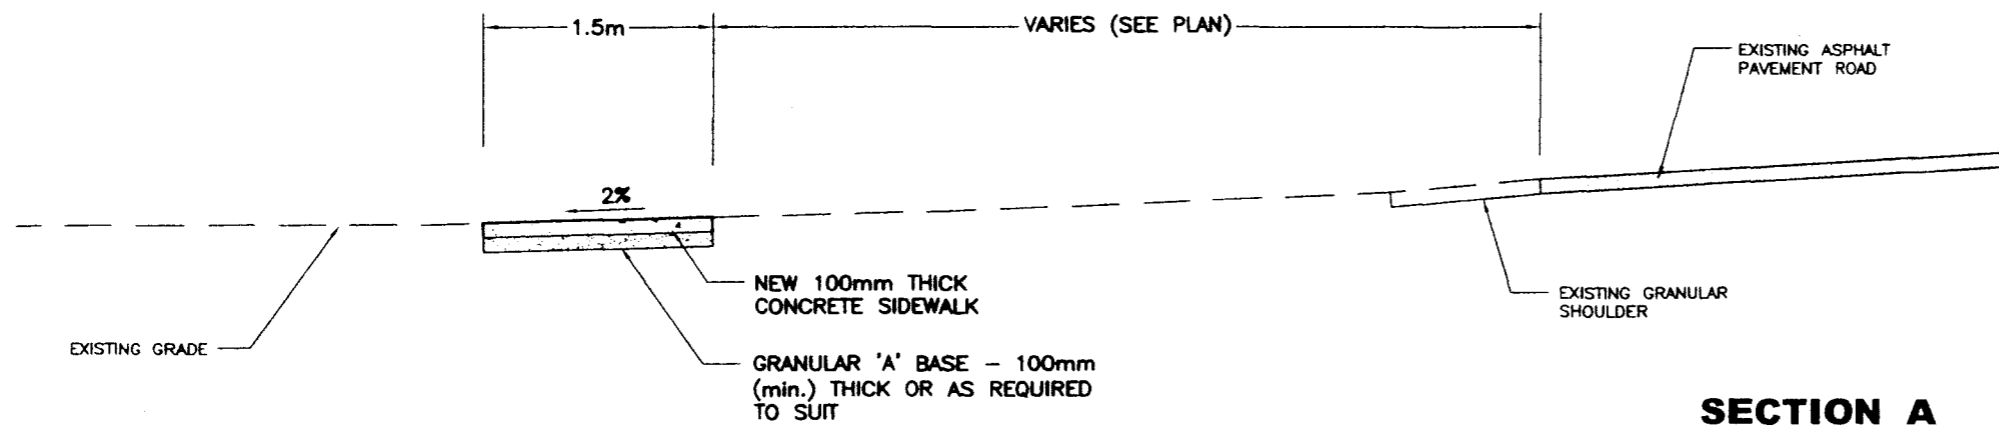 1.5m
VARIES (SEE PLAN)
EXISTING ASPHALT
PAVEMENT ROAD
2%
NEW 100mm THICK
CONCRETE SIDEWALK
EXISTING GRANULAR
SHOULDER
EXISTING GRADE
GRANULAR 'A' BASE – 100mm
(min.) THICK OR AS REQUIRED
TO SUIT
SECTION A